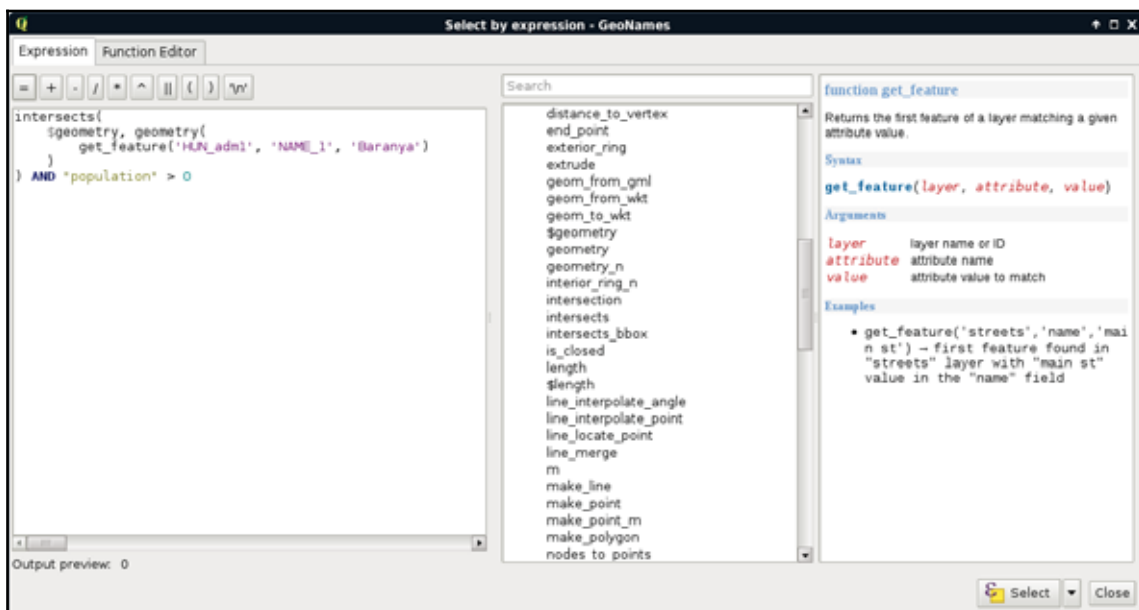 Select by expression - GeoNames
Expression Function Editor
= + - / * ^ || ( ) '\n'
intersects(
$geometry, geometry(
get_feature('HUN_adm1', 'NAME_1', 'Baranya')
)
) AND "population" > 0
Output preview: 0
Search
distance_to_vertex
end_point
exterior_ring
extrude
geom_from_gml
geom_from_wkt
geom_to_wkt
$geometry
geometry
geometry_n
interior_ring_n
intersection
intersects
intersects_bbox
is_closed
length
$length
line_interpolate_angle
line_interpolate_point
line_locate_point
line_merge
m
make_line
make_point
make_point_m
make_polygon
nodes_to_points
function get_feature
Returns the first feature of a layer matching a given
attribute value.
Syntax
get_feature(layer, attribute, value)
Arguments
layer layer name or ID
attribute attribute name
value attribute value to match
Examples
• get_feature('streets','name','mai
n st') → first feature found in
"streets" layer with "main st"
value in the "name" field
Select Close